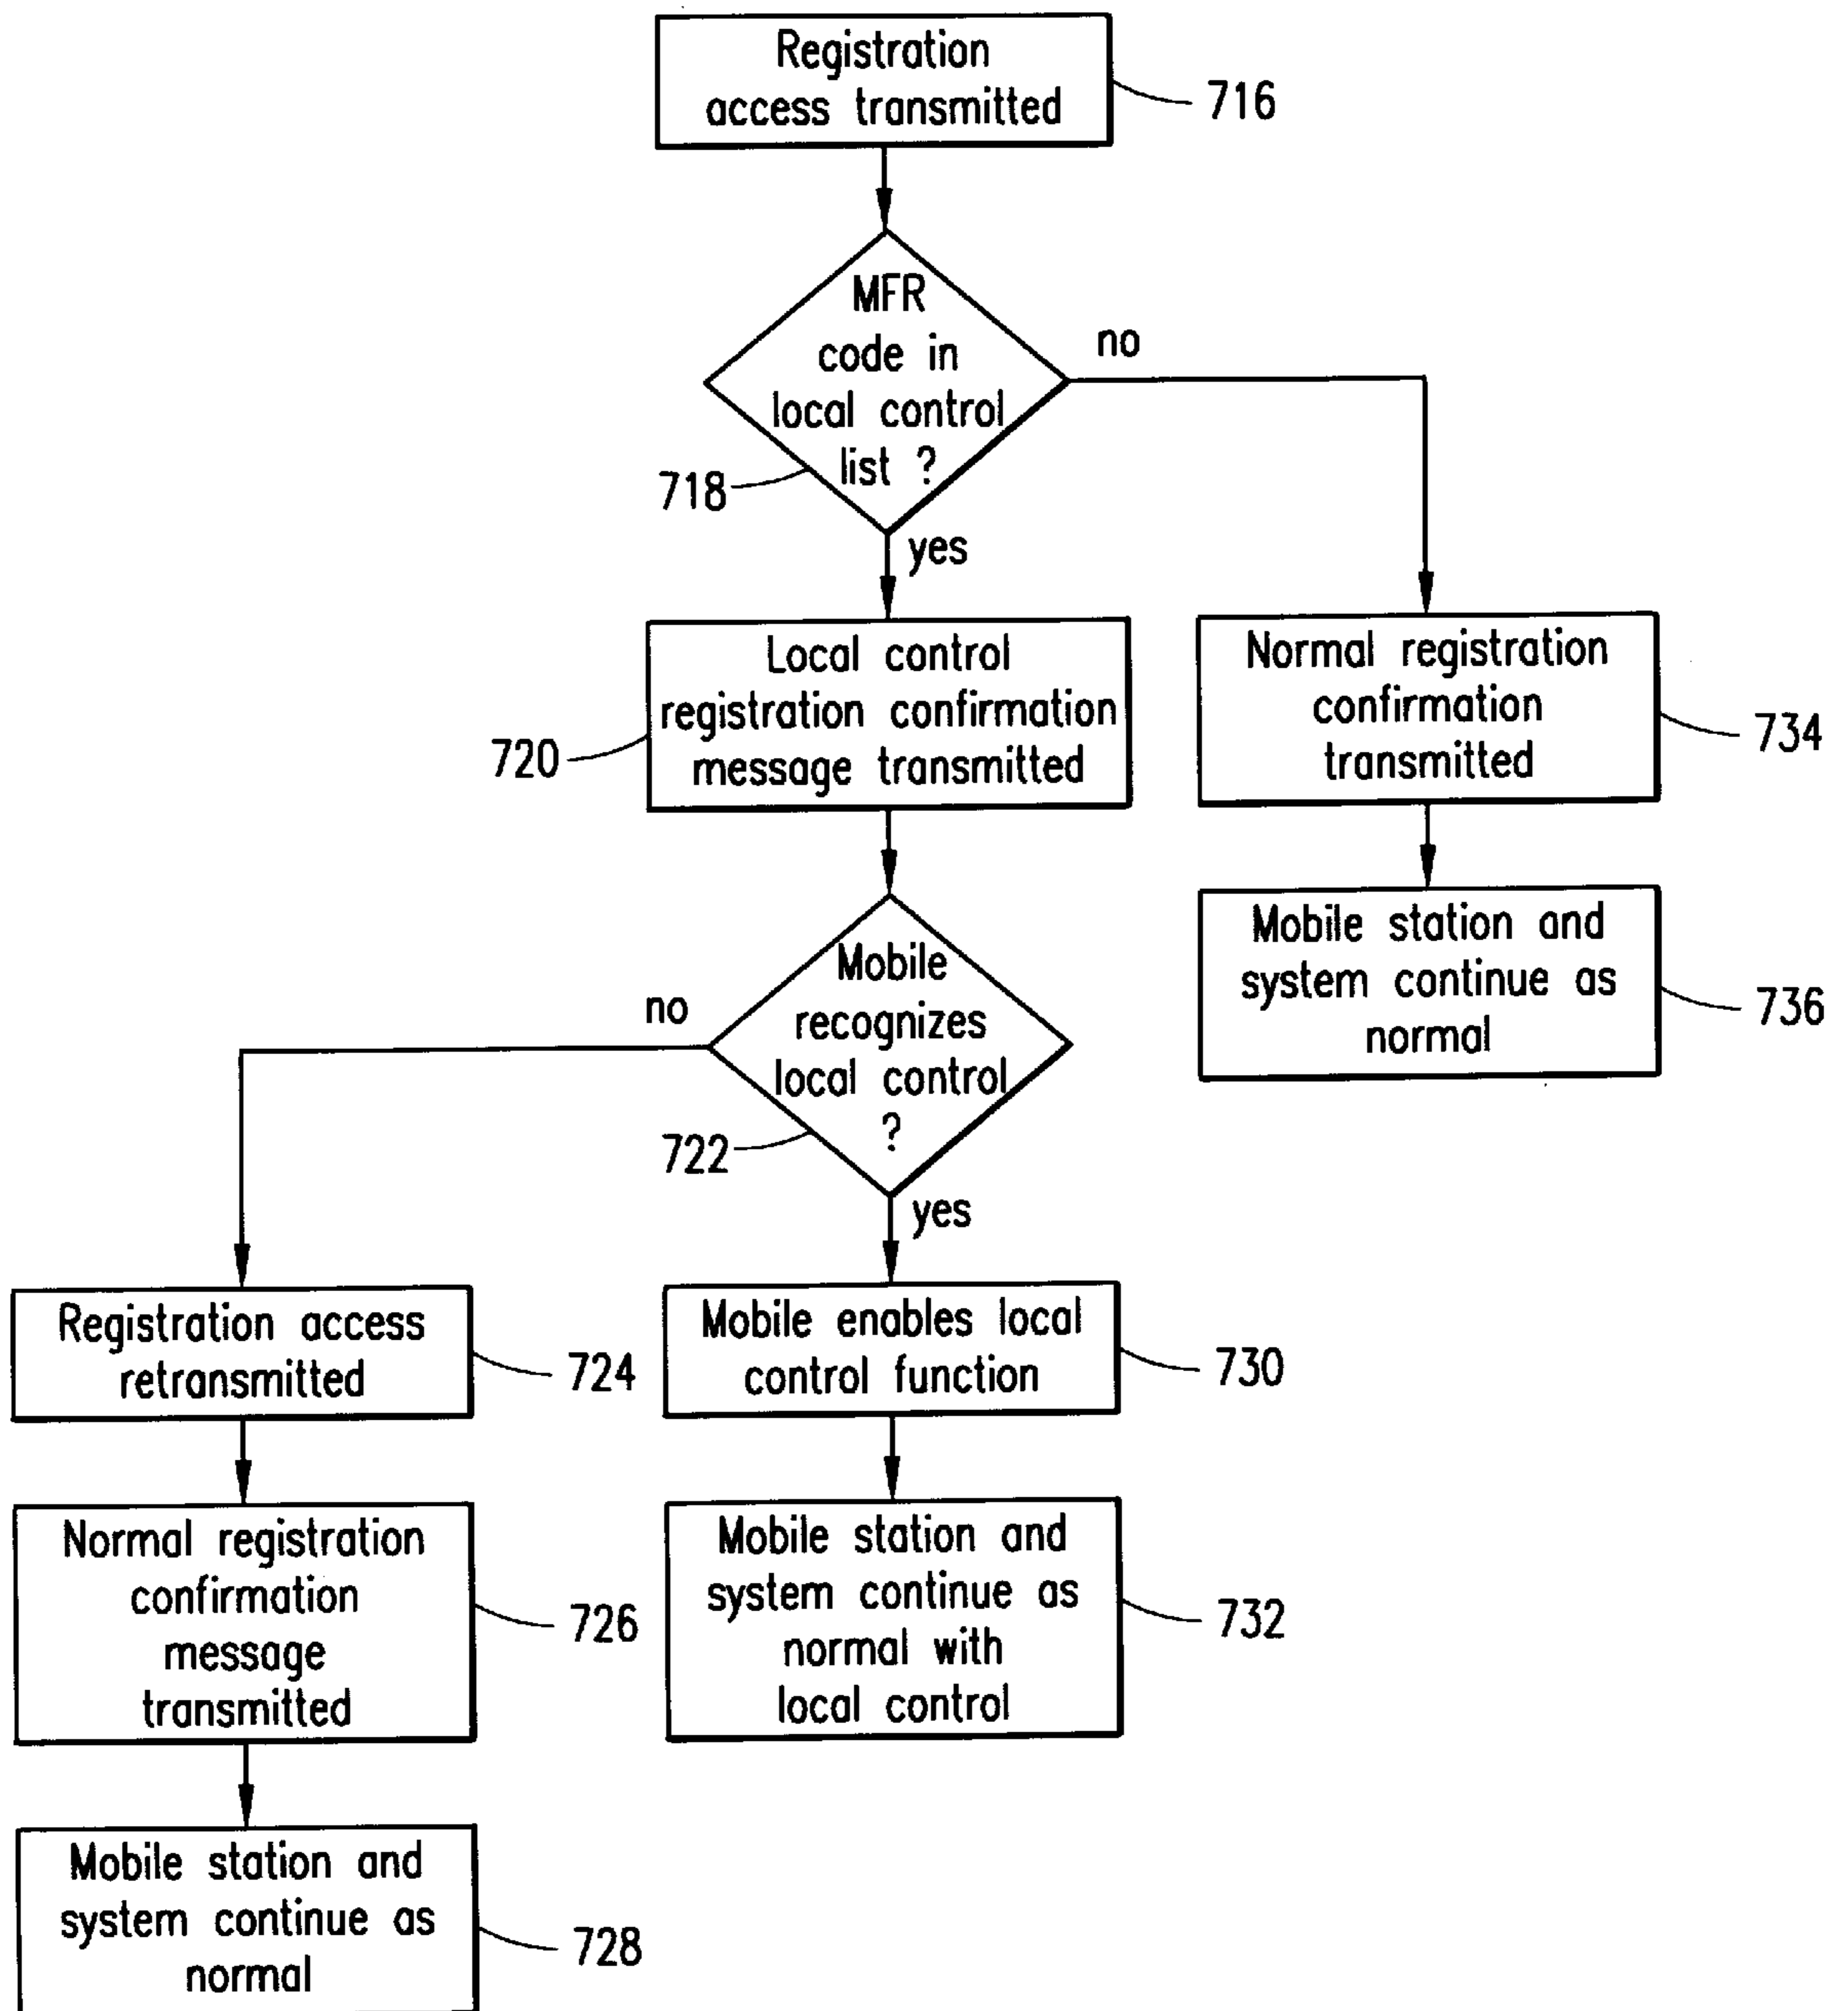 Registration
access transmitted
716
MFR
code in
local control
list ?
718
no
yes
Local control
registration confirmation
message transmitted
720
Normal registration
confirmation
transmitted
734
Mobile station and
system continue as
normal
736
Mobile
recognizes
local control
?
722
no
yes
Registration access
retransmitted
724
Mobile enables local
control function
730
Normal registration
confirmation
message
transmitted
726
Mobile station and
system continue as
normal with
local control
732
Mobile station and
system continue as
normal
728